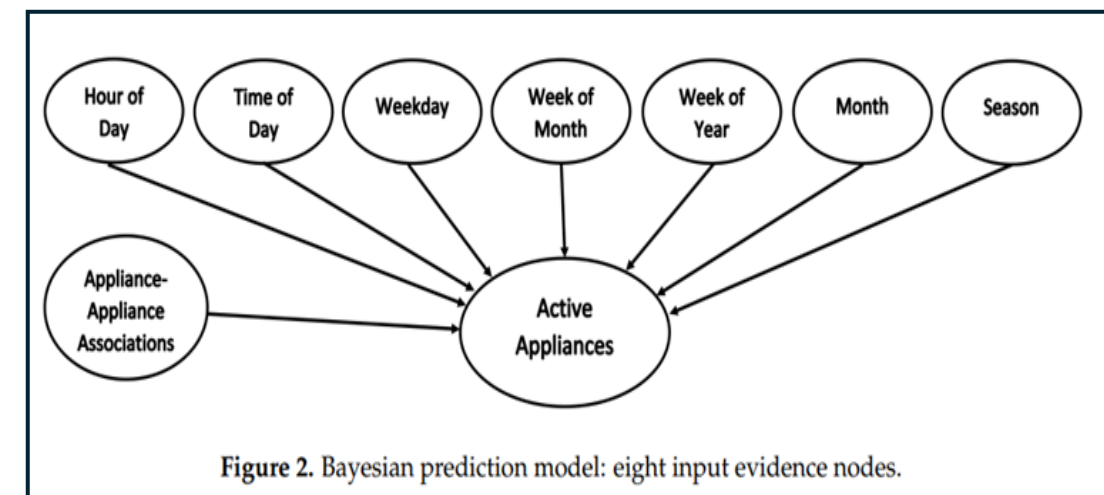 Hour of
Day
Time of
Day
Weekday
Week of
Month
Week of
Year
Month
Season
Appliance-
Appliance
Associations
Active
Appliances
Figure 2. Bayesian prediction model: eight input evidence nodes.